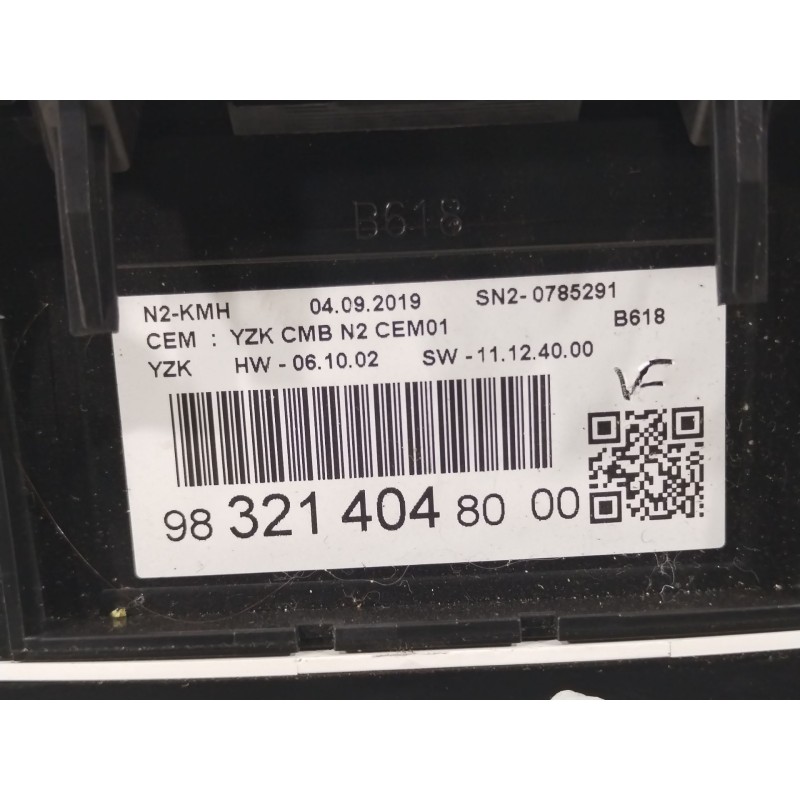 B618
N2-KMH 04.09.2019 SN2-0785291
CEM : YZK CMB N2 CEM01 B618
YZK HW - 06.10.02 SW - 11.12.40.00
VF
98 321 404 80 00